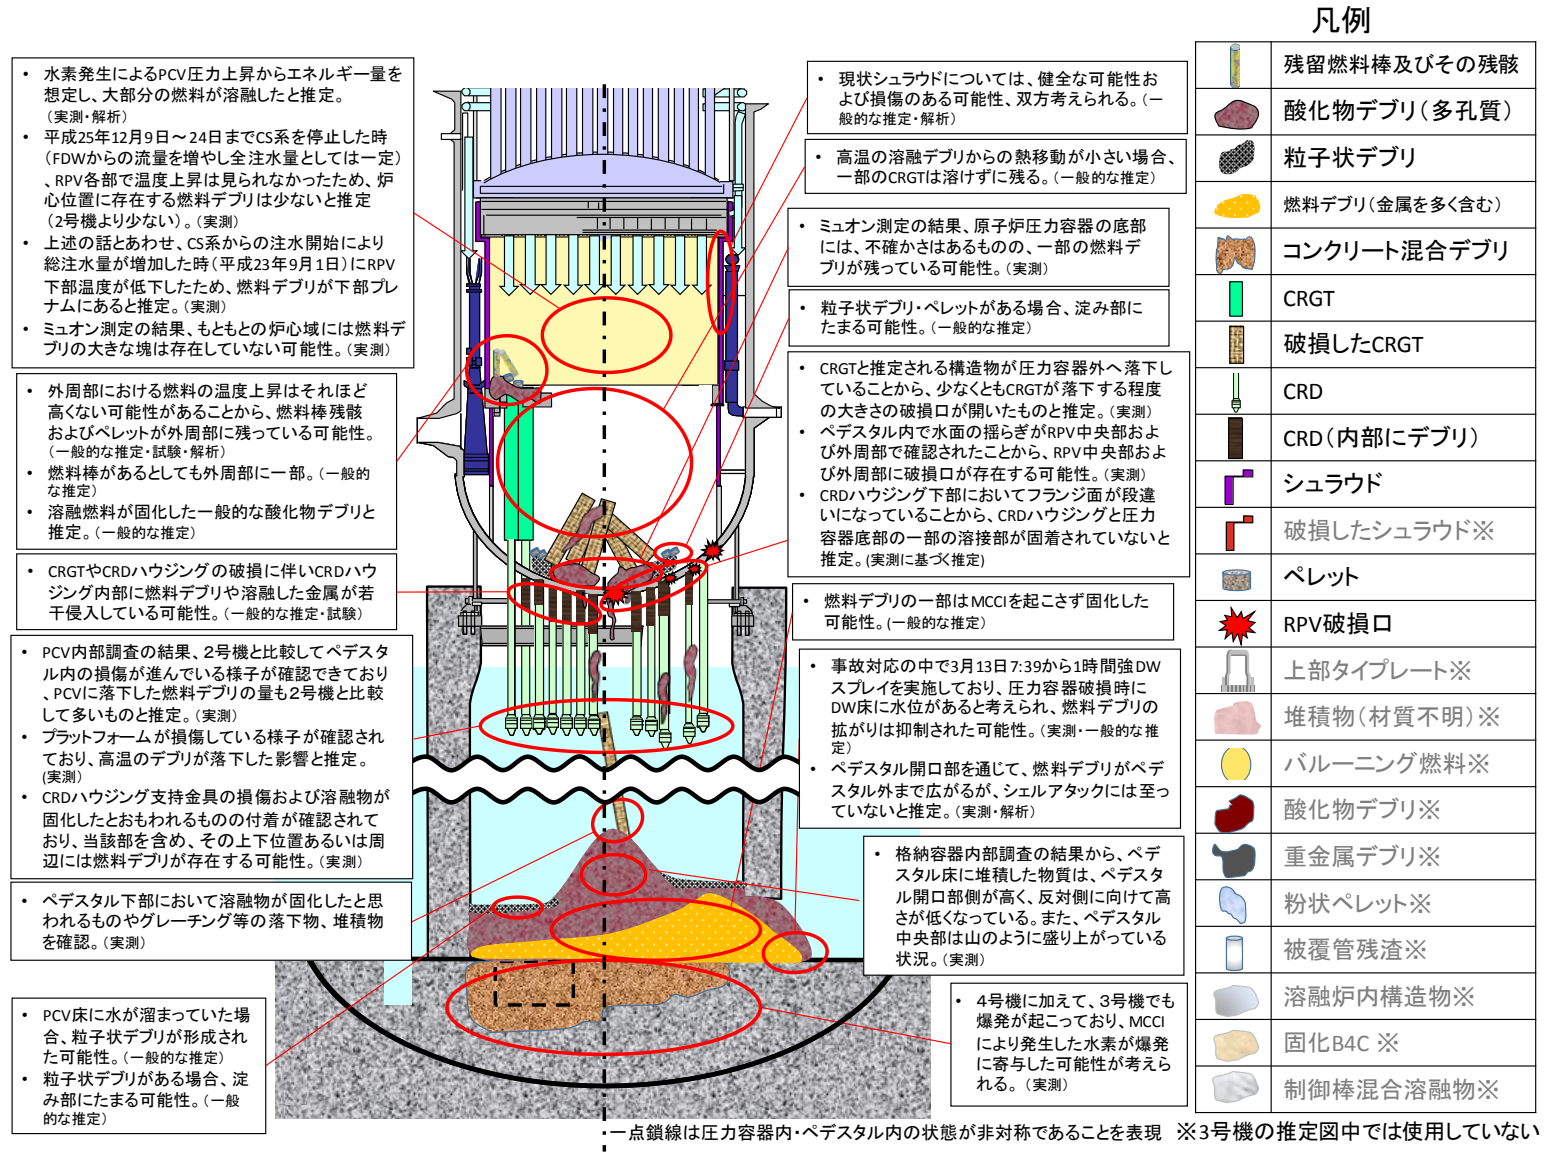 凡例
・ 水素発生によるPCV圧力上昇からエネルギー量を
想定し、大部分の燃料が溶融したと推定。
（実測・解析）
・ 平成25年12月9日～24日までCS系を停止した時
（FDWからの流量を増やし全注水量としては一定）
、RPV各部で温度上昇は見られなかったため、炉
心位置に存在する燃料デブリは少ないと推定
（2号機より少ない）。（実測）
・ 上述の話とあわせ、CS系からの注水開始により
総注水量が増加した時（平成23年9月1日）にRPV
下部温度が低下したため、燃料デブリが下部プレ
ナムにあると推定。（実測）
・ ミュオン測定の結果、もともとの炉心域には燃料デ
ブリの大きな塊は存在していない可能性。（実測）
・ 外周部における燃料の温度上昇はそれほど
高くない可能性があることから、燃料棒残骸
およびペレットが外周部に残っている可能性。
（一般的な推定・試験・解析）
・ 燃料棒があるとしても外周部に一部。（一般的
な推定）
・ 溶融燃料が固化した一般的な酸化物デブリと
推定。（一般的な推定）
・ CRGTやCRDハウジングの破損に伴いCRDハウ
ジング内部に燃料デブリや溶融した金属が若
干侵入している可能性。（一般的な推定・試験）
・ PCV内部調査の結果、２号機と比較してペデスタ
ル内の損傷が進んでいる様子が確認できており
、PCVに落下した燃料デブリの量も２号機と比較
して多いものと推定。（実測）
・ プラットフォームが損傷している様子が確認され
ており、高温のデブリが落下した影響と推定。
(実測）
・ CRDハウジング支持金具の損傷および溶融物が
固化したとおもわれるものの付着が確認されて
おり、当該部を含め、その上下位置あるいは周
辺には燃料デブリが存在する可能性。（実測）
・ ペデスタル下部において溶融物が固化したと思
われるものやグレーチング等の落下物、堆積物
を確認。（実測）
・ PCV床に水が溜まっていた場
合、粒子状デブリが形成され
た可能性。（一般的な推定）
・ 粒子状デブリがある場合、淀
み部にたまる可能性。（一般
的な推定）
・ 現状シュラウドについては、健全な可能性お
よび損傷のある可能性、双方考えられる。（一
般的な推定・解析）
・ 高温の溶融デブリからの熱移動が小さい場合、
一部のCRGTは溶けずに残る。（一般的な推定）
・ ミュオン測定の結果、原子炉圧力容器の底部
には、不確かさはあるものの、一部の燃料デ
ブリが残っている可能性。（実測）
・ 粒子状デブリ・ペレットがある場合、淀み部に
たまる可能性。（一般的な推定）
・ CRGTと推定される構造物が圧力容器外へ落下し
ていることから、少なくともCRGTが落下する程度
の大きさの破損口が開いたものと推定。（実測）
・ ペデスタル内で水面の揺らぎがRPV中央部およ
び外周部で確認されたことから、RPV中央部およ
び外周部に破損口が存在する可能性。（実測）
・ CRDハウジング下部においてフランジ面が段違
いになっていることから、CRDハウジングと圧力
容器底部の一部の溶接部が固着されていないと
推定。(実測に基づく推定)
・ 燃料デブリの一部はMCCIを起こさず固化した
可能性。(一般的な推定）
・ 事故対応の中で3月13日7:39から1時間強DW
スプレイを実施しており、圧力容器破損時に
DW床に水位があると考えられ、燃料デブリの
拡がりは抑制された可能性。（実測・一般的な推
定）
・ ペデスタル開口部を通じて、燃料デブリがペデ
スタル外まで広がるが、シェルアタックには至っ
ていないと推定。（実測・解析）
・ 格納容器内部調査の結果から、ペデ
スタル床に堆積した物質は、ペデスタ
ル開口部側が高く、反対側に向けて高
さが低くなっている。また、ペデスタル
中央部は山のように盛り上がっている
状況。（実測）
・ ４号機に加えて、３号機でも
爆発が起こっており、MCCI
により発生した水素が爆発
に寄与した可能性が考えら
れる。（実測）
残留燃料棒及びその残骸
酸化物デブリ（多孔質）
粒子状デブリ
燃料デブリ（金属を多く含む）
コンクリート混合デブリ
CRGT
破損したCRGT
CRD
CRD（内部にデブリ）
シュラウド
破損したシュラウド※
ペレット
RPV破損口
上部タイプレート※
堆積物（材質不明）※
バルーニング燃料※
酸化物デブリ※
重金属デブリ※
粉状ペレット※
被覆管残渣※
溶融炉内構造物※
固化B4C ※
制御棒混合溶融物※
一点鎖線は圧力容器内・ペデスタル内の状態が非対称であることを表現 ※3号機の推定図中では使用していない